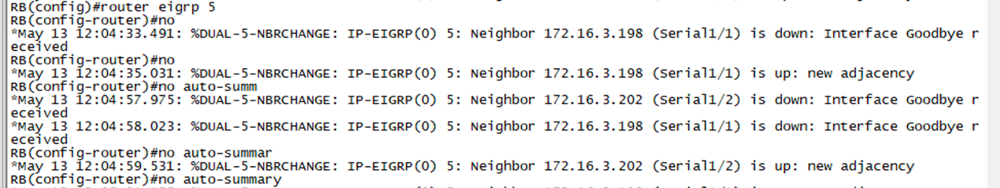 RB(config)#router eigrp 5
RB(config-router)#no
*May 13 12:04:33.491: %DUAL-5-NBRCHANGE: IP-EIGRP(0) 5: Neighbor 172.16.3.198 (Serial1/1) is down: Interface Goodbye r
eceived
RB(config-router)#no
*May 13 12:04:35.031: %DUAL-5-NBRCHANGE: IP-EIGRP(0) 5: Neighbor 172.16.3.198 (Serial1/1) is up: new adjacency
RB(config-router)#no auto-summ
*May 13 12:04:57.975: %DUAL-5-NBRCHANGE: IP-EIGRP(0) 5: Neighbor 172.16.3.202 (Serial1/2) is down: Interface Goodbye r
eceived
*May 13 12:04:58.023: %DUAL-5-NBRCHANGE: IP-EIGRP(0) 5: Neighbor 172.16.3.198 (Serial1/1) is down: Interface Goodbye r
eceived
RB(config-router)#no auto-summar
*May 13 12:04:59.531: %DUAL-5-NBRCHANGE: IP-EIGRP(0) 5: Neighbor 172.16.3.202 (Serial1/2) is up: new adjacency
RB(config-router)#no auto-summary